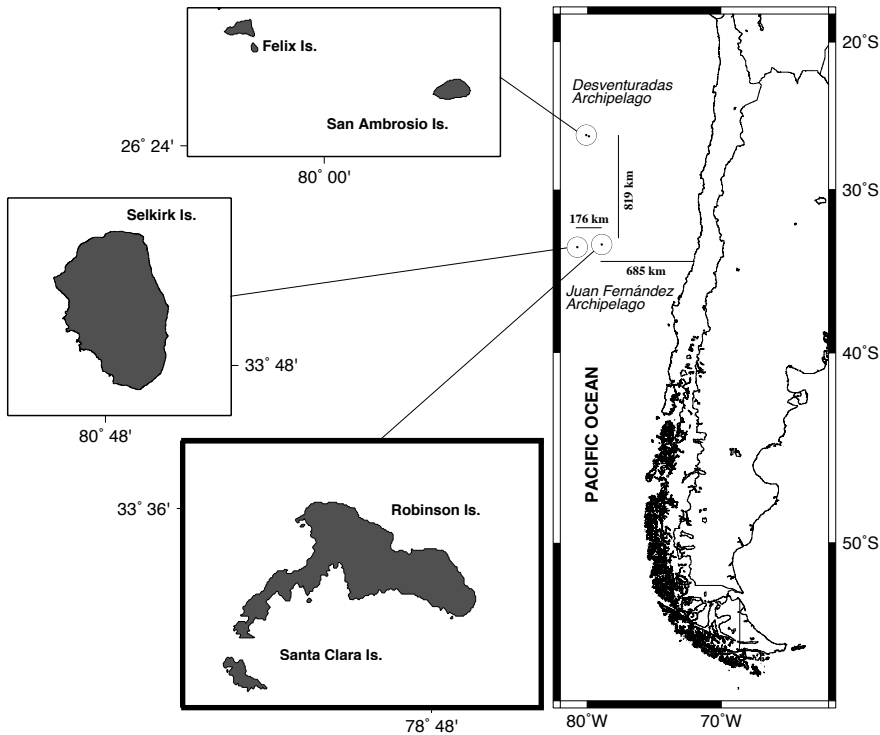 Felix Is.
San Ambrosio Is.
26° 24'
80° 00'
Selkirk Is.
33° 48'
80° 48'
33° 36'
Robinson Is.
Santa Clara Is.
78° 48'
Desventuradas
Archipelago
819 km
176 km
685 km
Juan Fernández
Archipelago
PACIFIC OCEAN
20°S
30°S
40°S
50°S
80°W
70°W